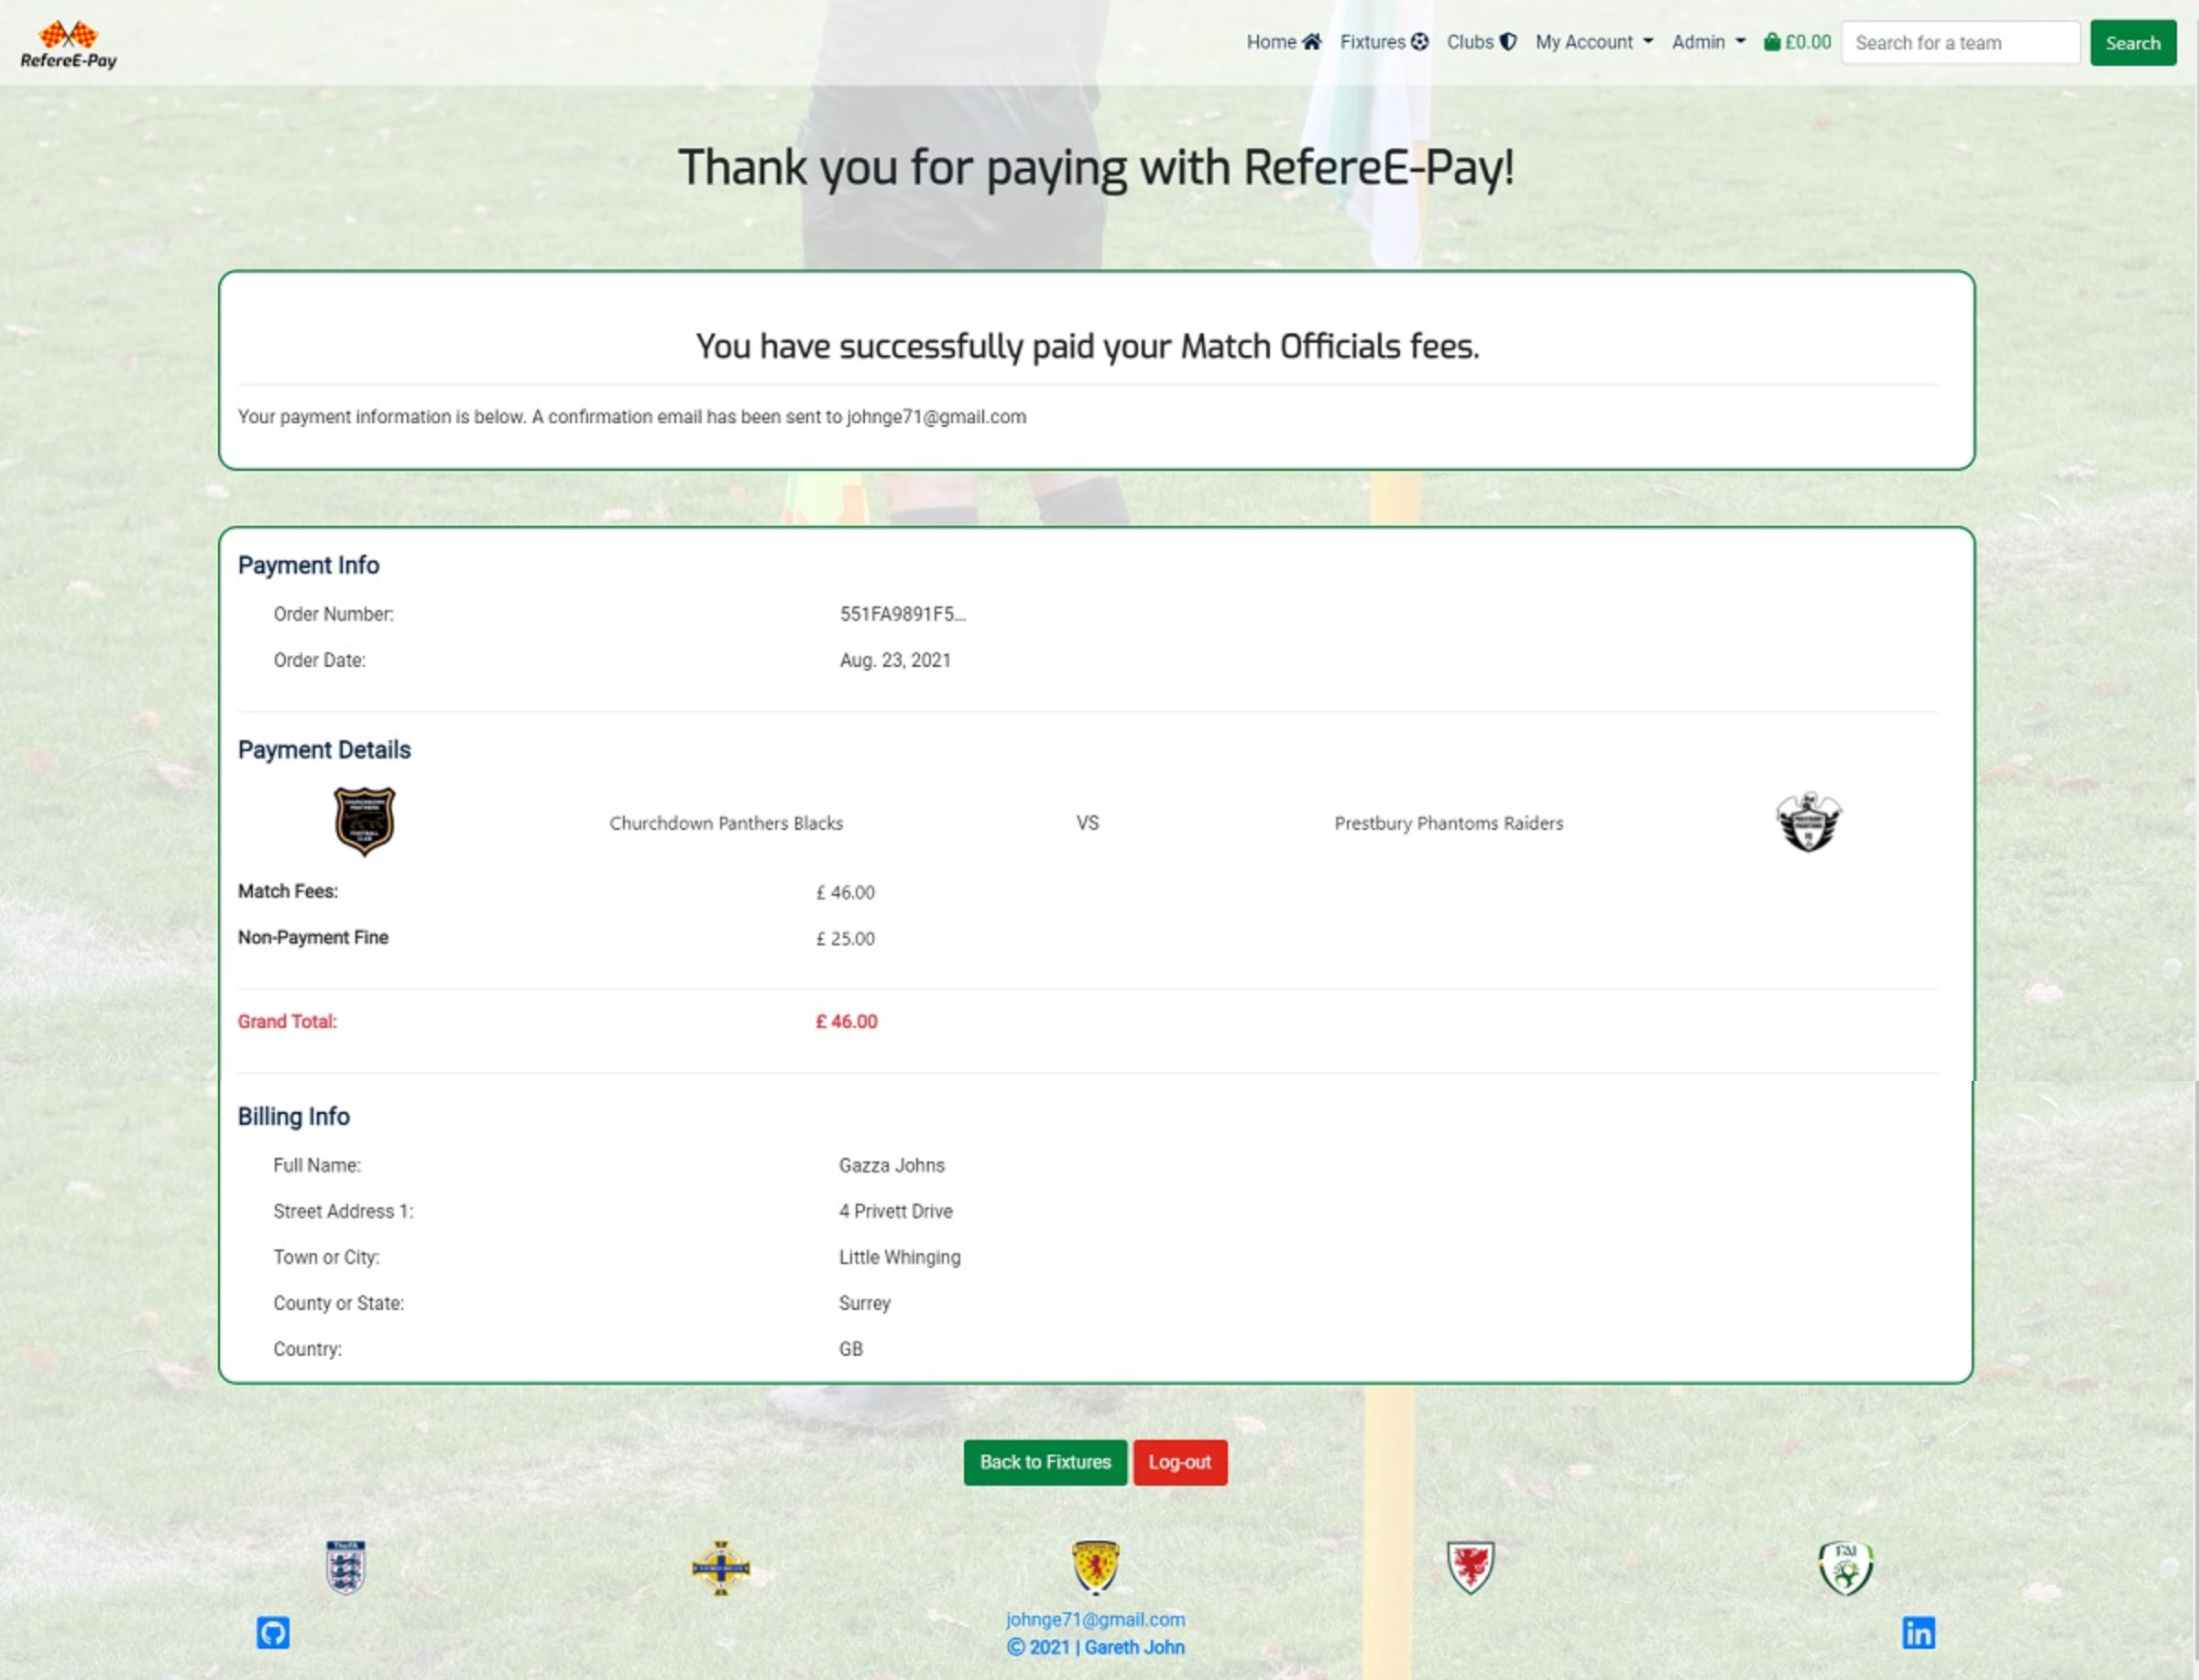 RefereE-Pay
Home Fixtures Clubs My Account Admin £0.00 Search for a team Search
Thank you for paying with RefereE-Pay!
You have successfully paid your Match Officials fees.
Your payment information is below. A confirmation email has been sent to johnge71@gmail.com
Payment Info
Order Number: 551FA9891F5...
Order Date: Aug. 23, 2021
Payment Details
Churchdown Panthers Blacks VS Prestbury Phantoms Raiders
Match Fees: £ 46.00
Non-Payment Fine £ 25.00
Grand Total: £ 46.00
Billing Info
Full Name: Gazza Johns
Street Address 1: 4 Privett Drive
Town or City: Little Whinging
County or State: Surrey
Country: GB
Back to Fixtures Log-out
johnge71@gmail.com
© 2021 | Gareth John